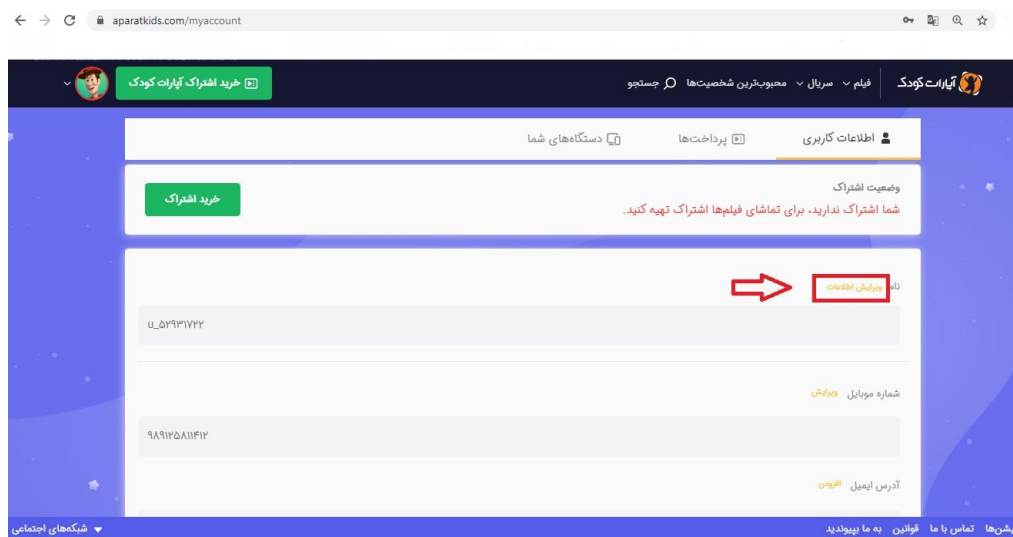 aparatkids.com/myaccount
آپارات کودک فیلم سریال محبوب‌ترین شخصیت‌ها جستجو خرید اشتراک آپارات کودک
اطلاعات کاربری پرداخت‌ها دستگاه‌های شما
وضعیت اشتراک
شما اشتراک ندارید، برای تماشای فیلم‌ها اشتراک تهیه کنید.
خرید اشتراک
نام ویرایش اطلاعات
u_۵۲۹۳۱۷۲۲
شماره موبایل ویرایش
۹۸۹۱۲۵۸۱۱۴۱۲
آدرس ایمیل افزودن
تماس با ما قوانین به ما بپیوندید شبکه‌های اجتماعی